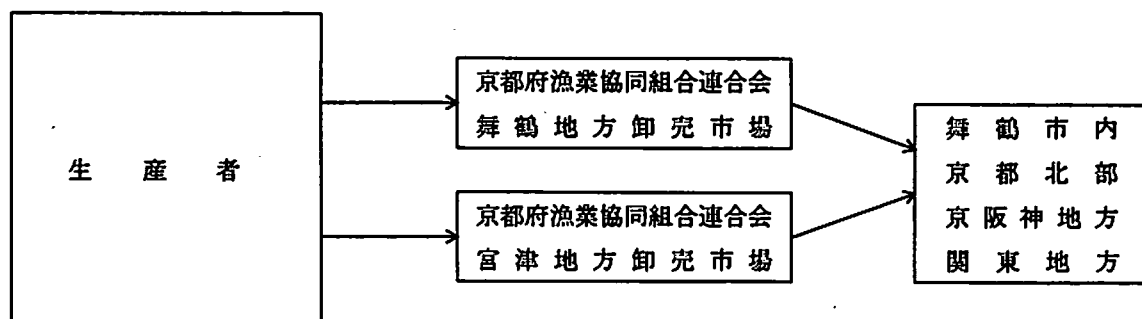 生産者
京都府漁業協同組合連合会
舞鶴地方卸売市場
京都府漁業協同組合連合会
宮津地方卸売市場
舞鶴市内
京都北部
京阪神地方
関東地方